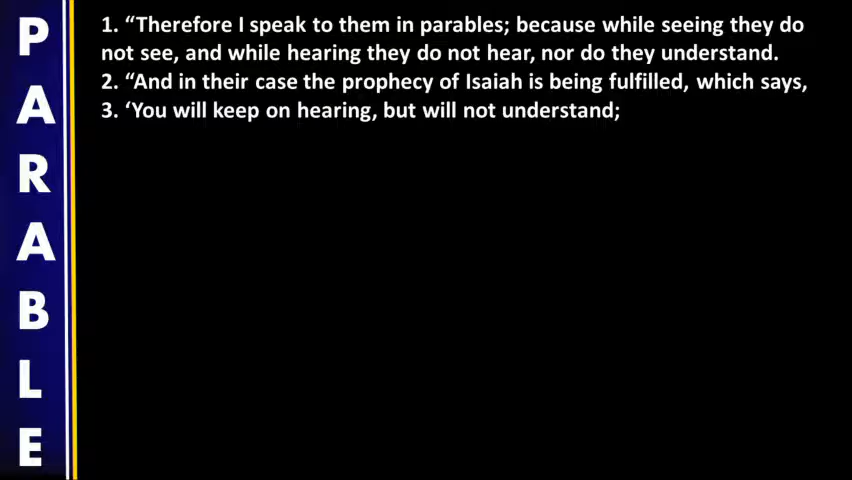 P
A
R
A
B
L
E
1. “Therefore I speak to them in parables; because while seeing they do
not see, and while hearing they do not hear, nor do they understand.
2. “And in their case the prophecy of Isaiah is being fulfilled, which says,
3. ‘You will keep on hearing, but will not understand;